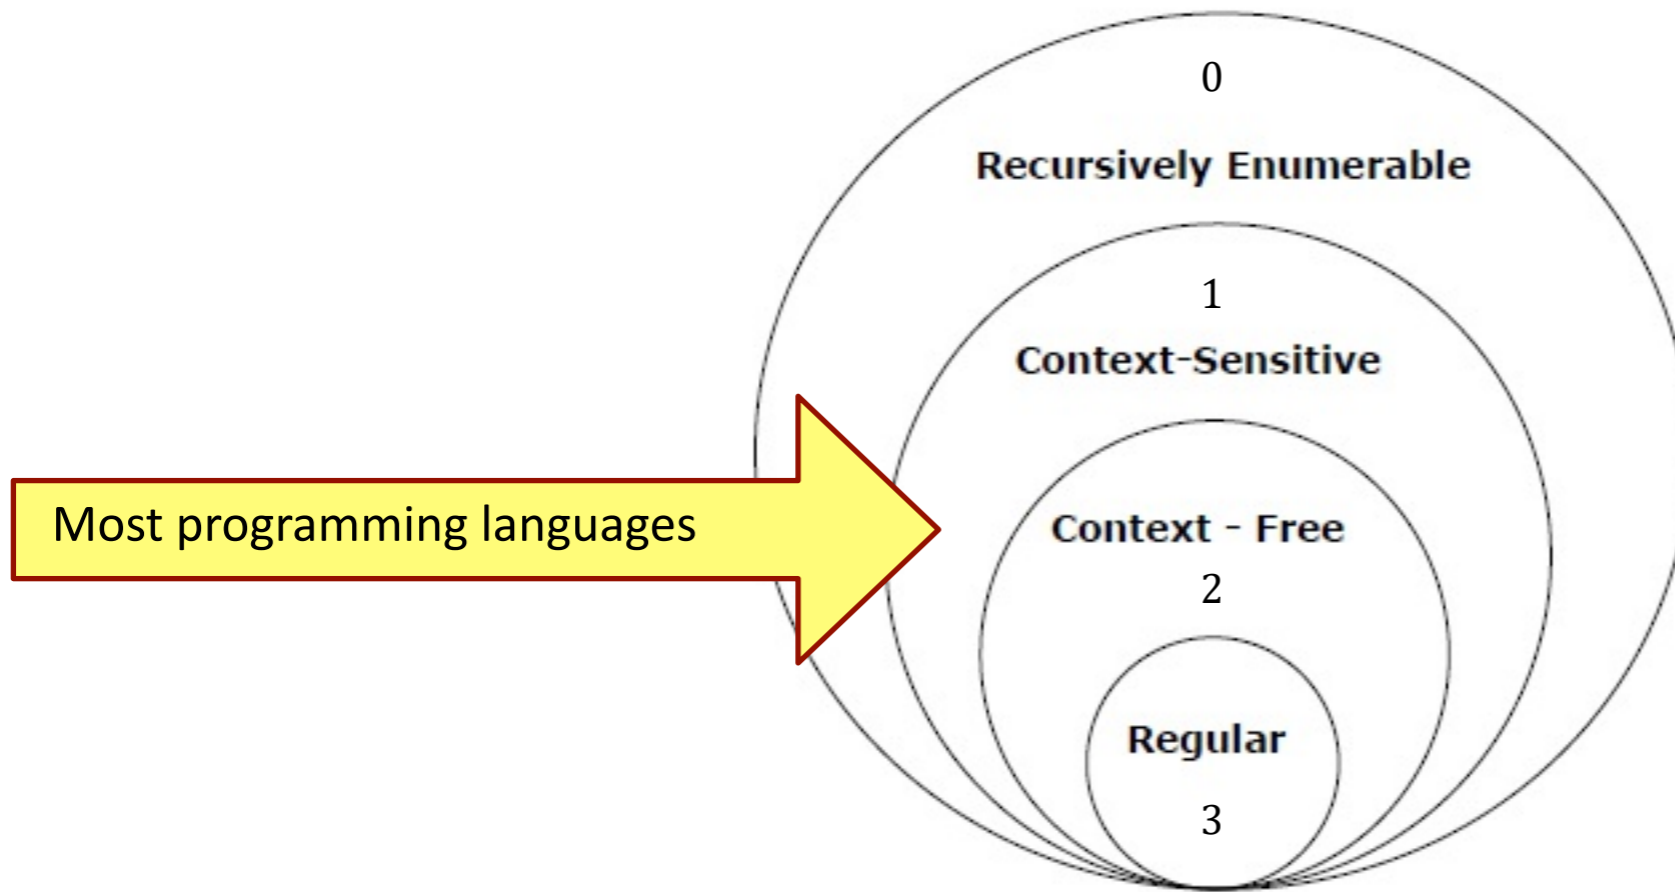 0
Recursively Enumerable
1
Context-Sensitive
Most programming languages
Context - Free
2
Regular
3